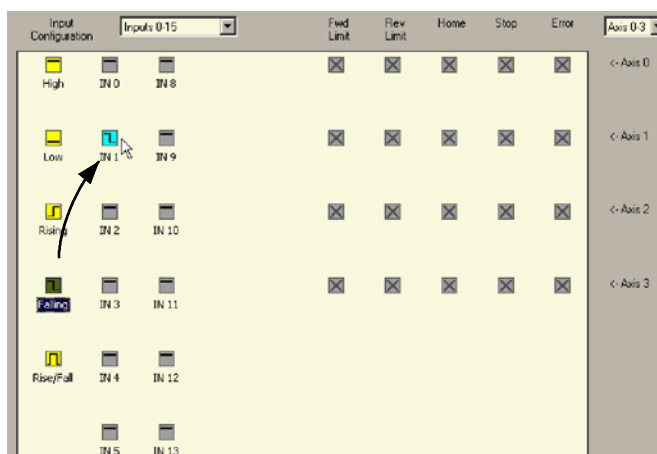 Input Configuration
Inputs 0-15
Fwd Limit
Rev Limit
Home
Stop
Error
Axis 0-3
High
IN 0
IN 8
<- Axis 0
Low
IN 1
IN 9
<- Axis 1
Rising
IN 2
IN 10
<- Axis 2
Falling
IN 3
IN 11
<- Axis 3
Rise/Fall
IN 4
IN 12
IN 5
IN 13